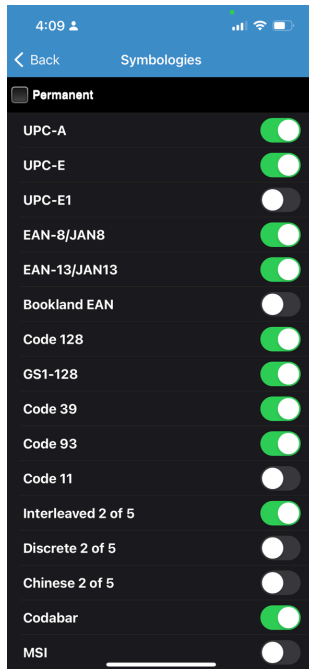 4:09
Back Symbologies
Permanent
UPC-A
UPC-E
UPC-E1
EAN-8/JAN8
EAN-13/JAN13
Bookland EAN
Code 128
GS1-128
Code 39
Code 93
Code 11
Interleaved 2 of 5
Discrete 2 of 5
Chinese 2 of 5
Codabar
MSI